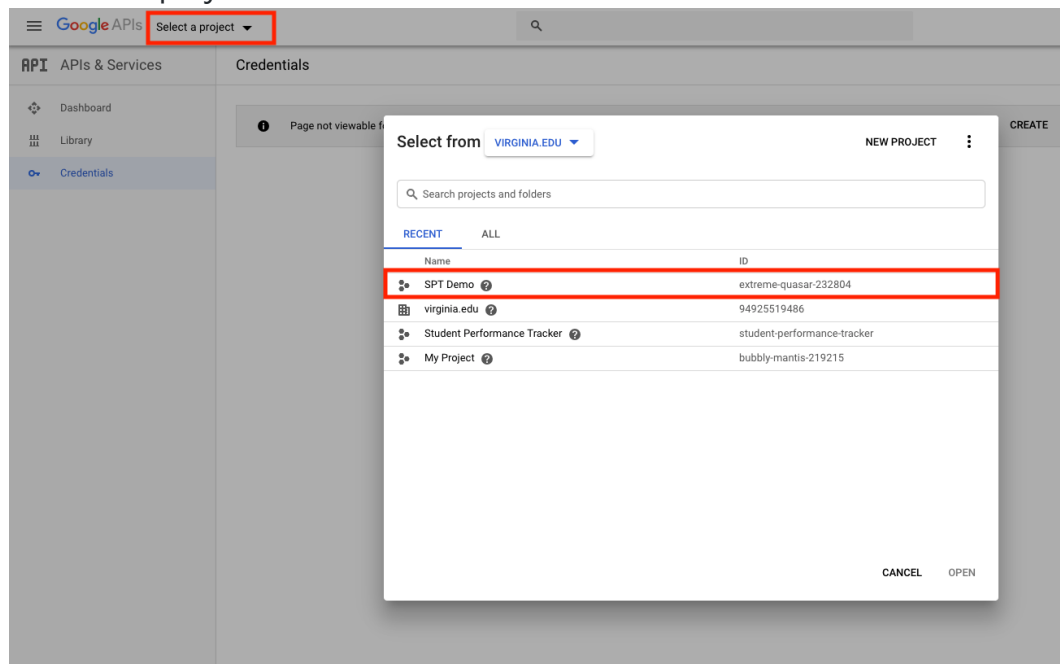 Google APIs Select a project
API APIs & Services Credentials
Dashboard
Page not viewable f CREATE
Select from VIRGINIA.EDU NEW PROJECT
Library
Credentials
Search projects and folders
RECENT ALL
Name ID
SPT Demo extreme-quasar-232804
virginia.edu 94925519486
Student Performance Tracker student-performance-tracker
My Project bubbly-mantis-219215
CANCEL OPEN